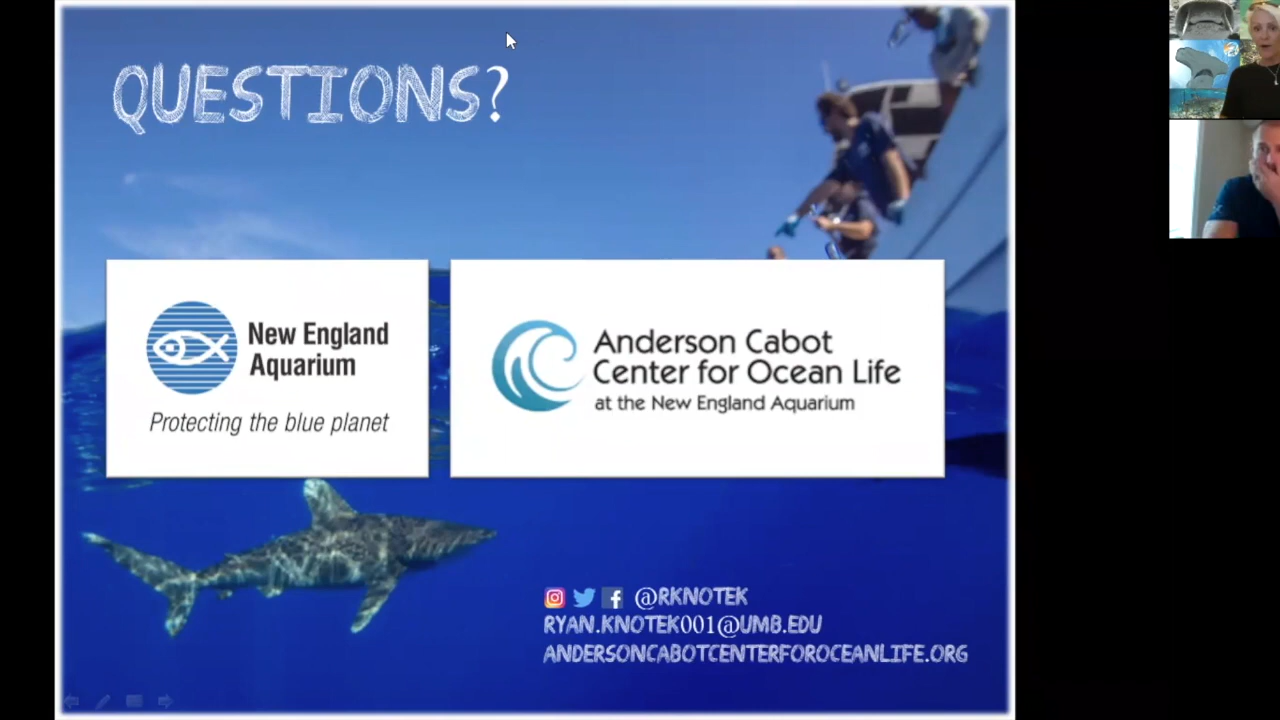 QUESTIONS?
New England
Aquarium
Protecting the blue planet
Anderson Cabot
Center for Ocean Life
at the New England Aquarium
@RKNOTEK
RYAN.KNOTEK001@UMB.EDU
ANDERSONCABOTCENTERFOROCEANLIFE.ORG